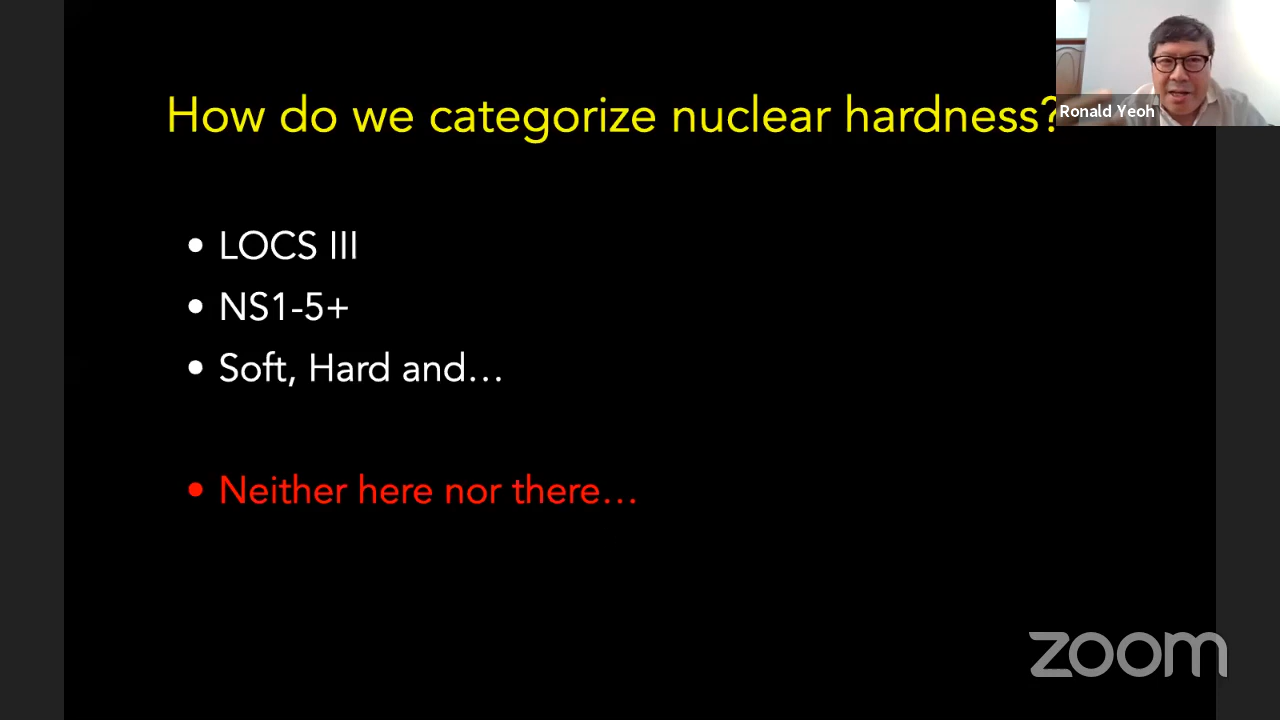 How do we categorize nuclear hardness?
Ronald Yeoh
• LOCS III
• NS1-5+
• Soft, Hard and…
• Neither here nor there…
zoom